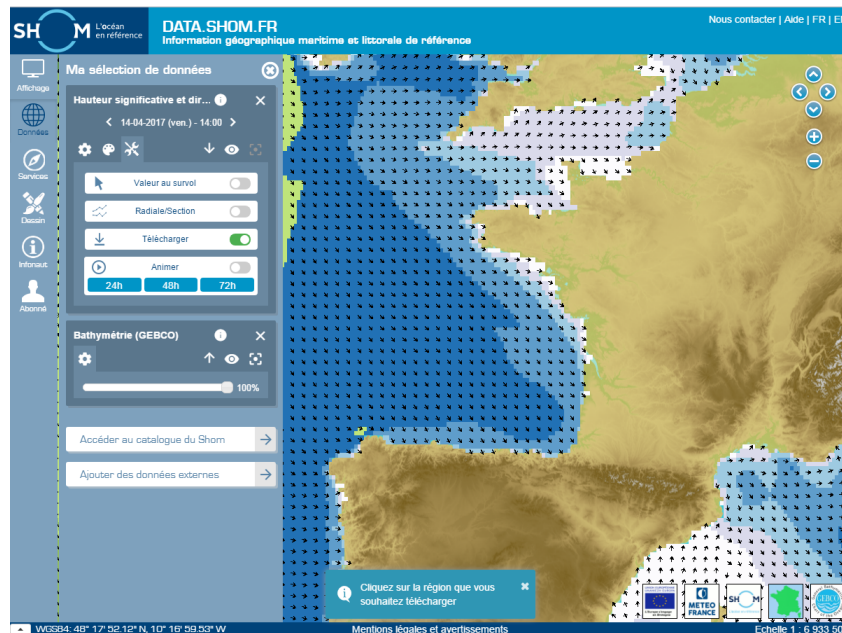 SHOM
L'océan
en référence
DATA.SHOM.FR
Information géographique maritime et littorale de référence
Nous contacter | Aide | FR |
Affichage
Données
Services
Dessin
Infonaut
Abonné
Ma sélection de données
Hauteur significative et dir...
14-04-2017 (ven.) - 14:00
Valeur au survol
Radiale/Section
Télécharger
Animer
24h 48h 72h
Bathymétrie (GEBCO)
100%
Accéder au catalogue du Shom
Ajouter des données externes
Cliquez sur la région que vous
souhaitez télécharger
METEO
FRANCE
SHOM
GEBCO
WGS84: 48° 17' 52.12" N, 10° 16' 59.53" W
Mentions légales et avertissements
Echelle 1 : 6 933 50